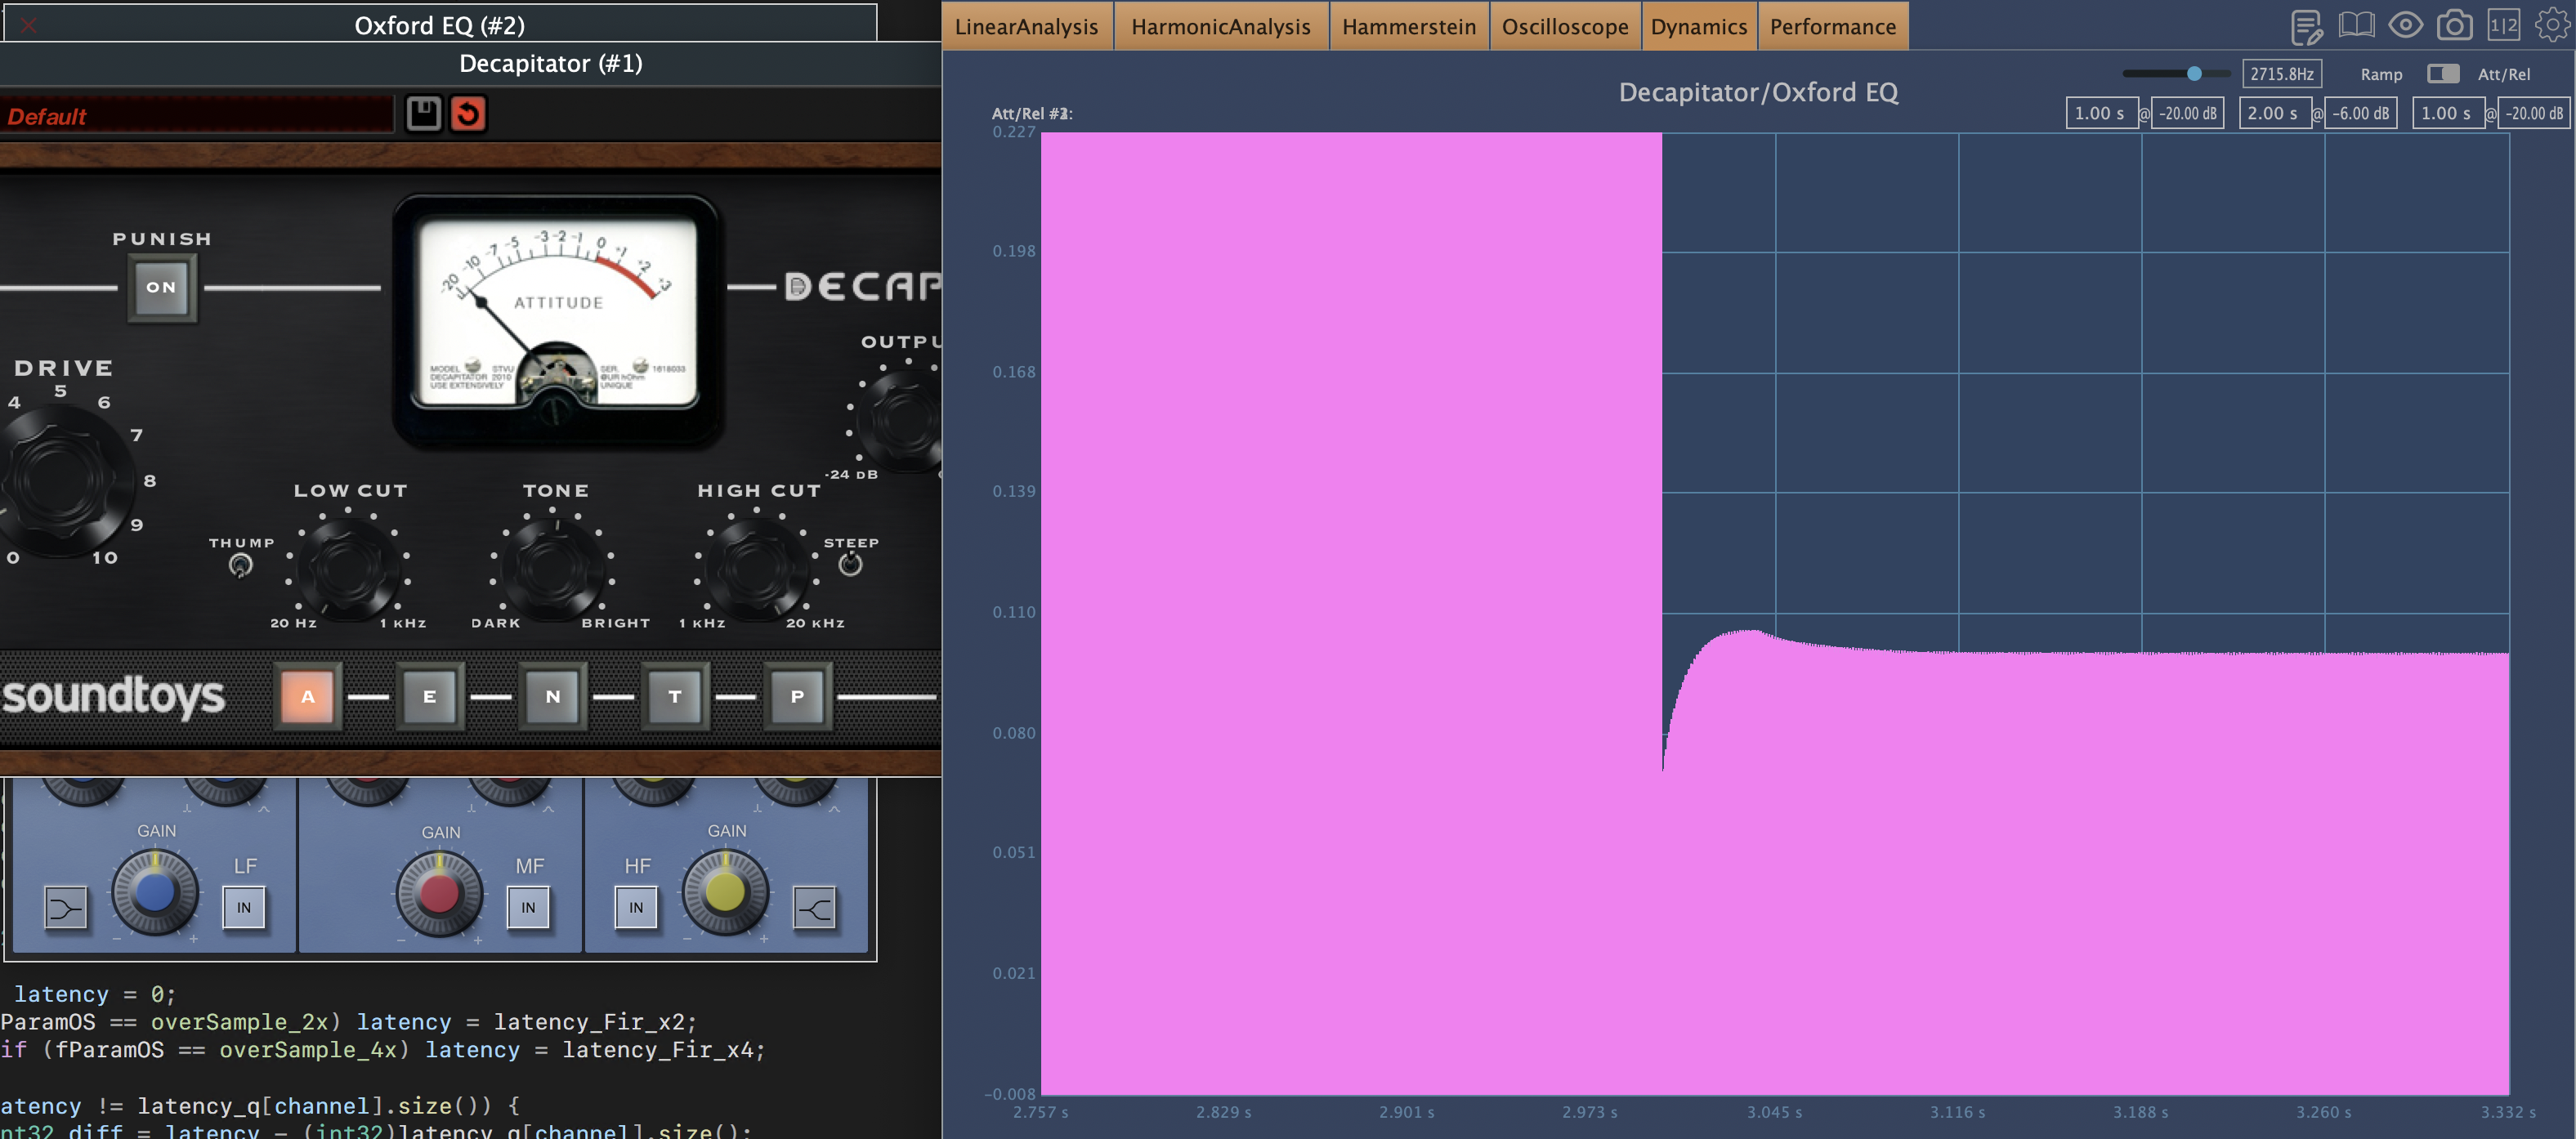 Oxford EQ (#2)
Decapitator (#1)
Default
PUNISH
ON
-20 -10 -7 -5 -3 -2 -1 0 +1 +2 +3
ATTITUDE
MODEL STVU
DECAPITATOR 2010
USE EXTENSIVELY
SER. 1618033
@UR hOhm
UNIQUE
DECAP
OUTPU
-24 DB
DRIVE
4 5 6
7
8
9
0 10
LOW CUT TONE HIGH CUT
THUMP STEEP
20 Hz 1 kHz DARK BRIGHT 1 kHz 20 kHz
soundtoys A E N T P
GAIN GAIN GAIN
LF MF HF
IN IN IN
- + - + - +
latency = 0;
ParamOS == overSample_2x) latency = latency_Fir_x2;
if (fParamOS == overSample_4x) latency = latency_Fir_x4;
atency != latency_q[channel].size()) {
nt32 diff = latency - (int32)latency_q[channel].size();
LinearAnalysis HarmonicAnalysis Hammerstein Oscilloscope Dynamics Performance
1|2
2715.8Hz Ramp Att/Rel
Decapitator/Oxford EQ
1.00 s @ -20.00 dB 2.00 s @ -6.00 dB 1.00 s @ -20.00 dB
0.227
0.198
0.168
0.139
0.110
0.080
0.051
0.021
-0.008
2.757 s 2.829 s 2.901 s 2.973 s 3.045 s 3.116 s 3.188 s 3.260 s 3.332 s